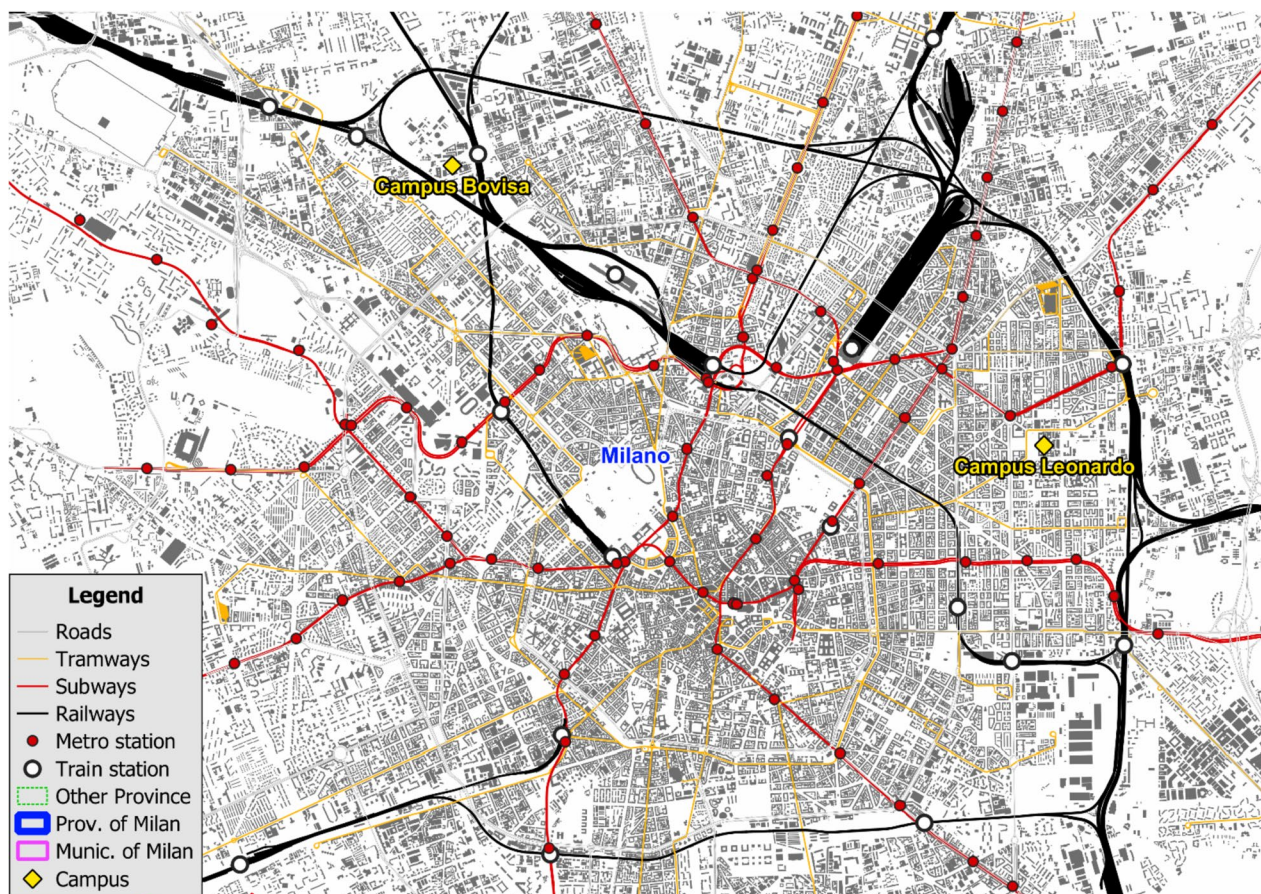 Campus Bovisa
Milano
Campus Leonardo
Legend
Roads
Tramways
Subways
Railways
Metro station
Train station
Other Province
Prov. of Milan
Munic. of Milan
Campus